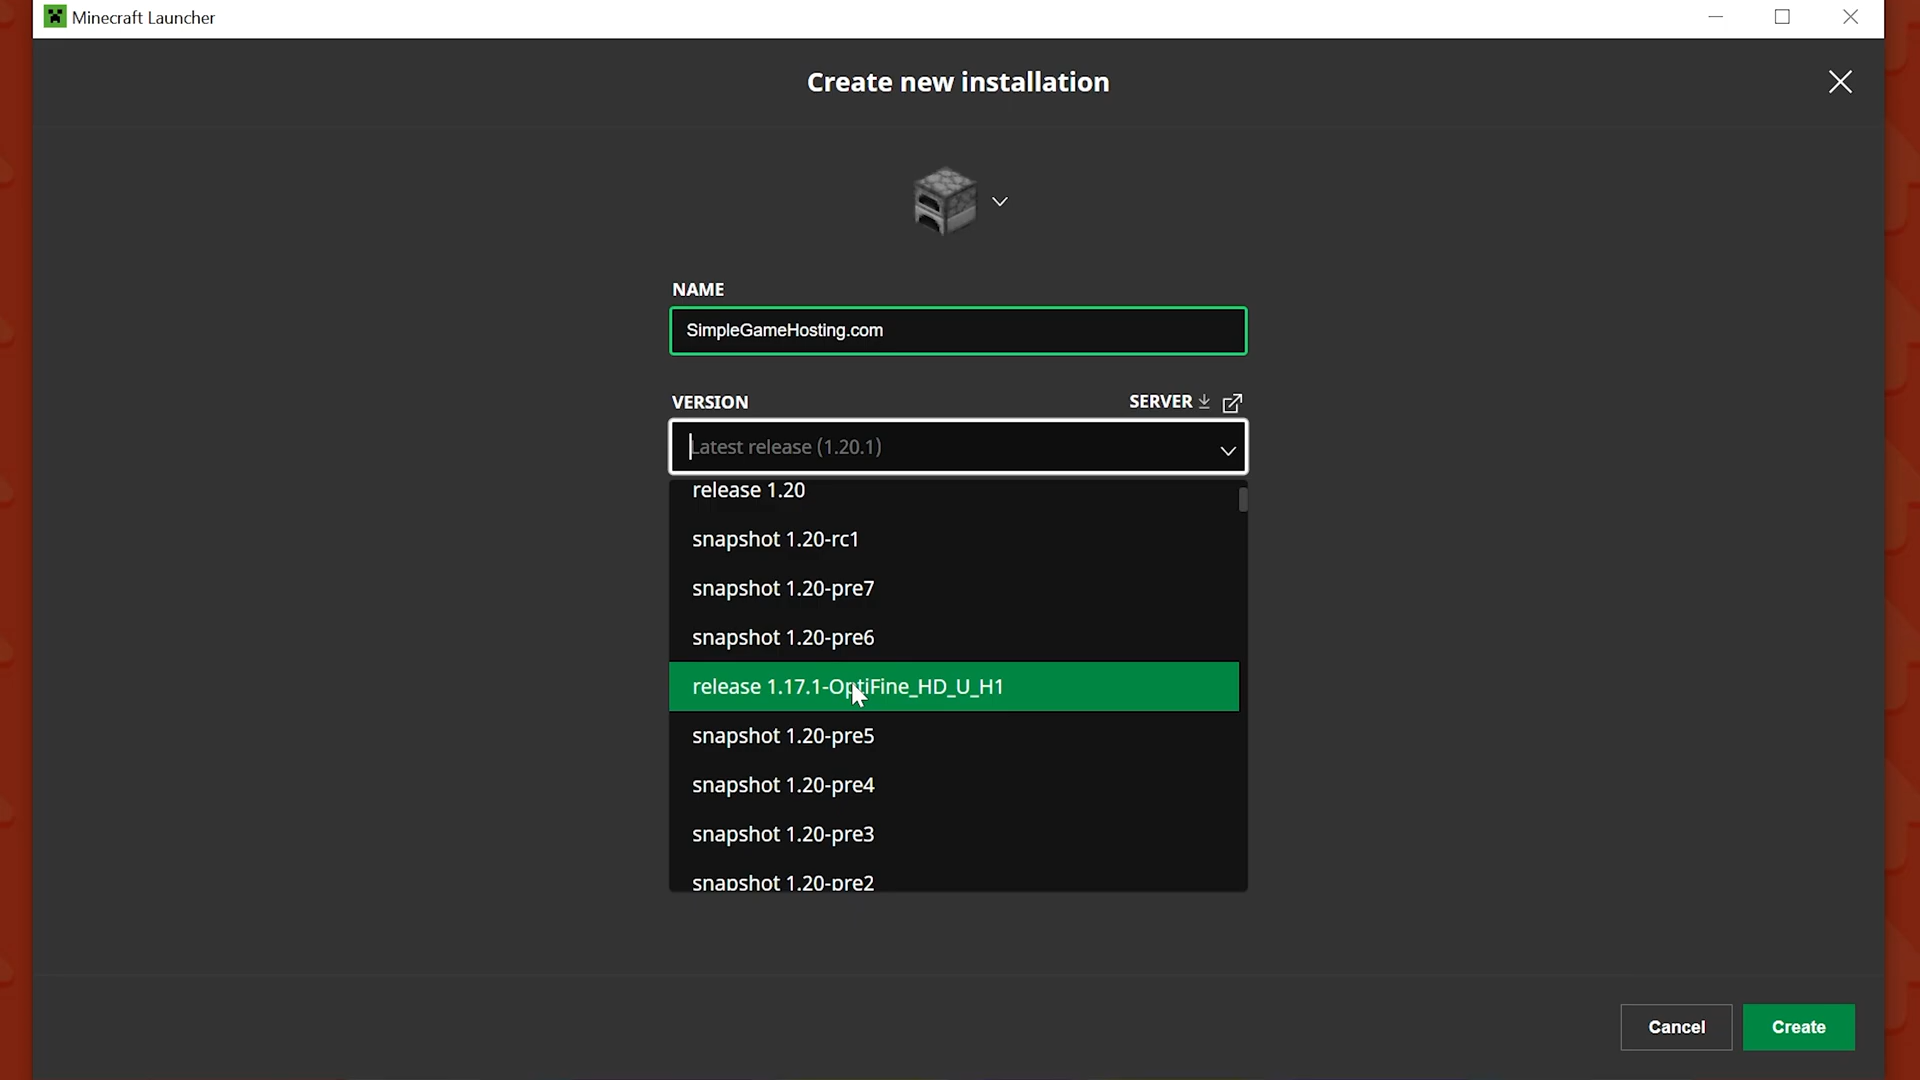 Minecraft Launcher
Create new installation
NAME
SimpleGameHosting.com
VERSION
SERVER
Latest release (1.20.1)
release 1.20
snapshot 1.20-rc1
snapshot 1.20-pre7
snapshot 1.20-pre6
release 1.17.1-OptiFine_HD_U_H1
snapshot 1.20-pre5
snapshot 1.20-pre4
snapshot 1.20-pre3
snapshot 1.20-pre2
Cancel
Create